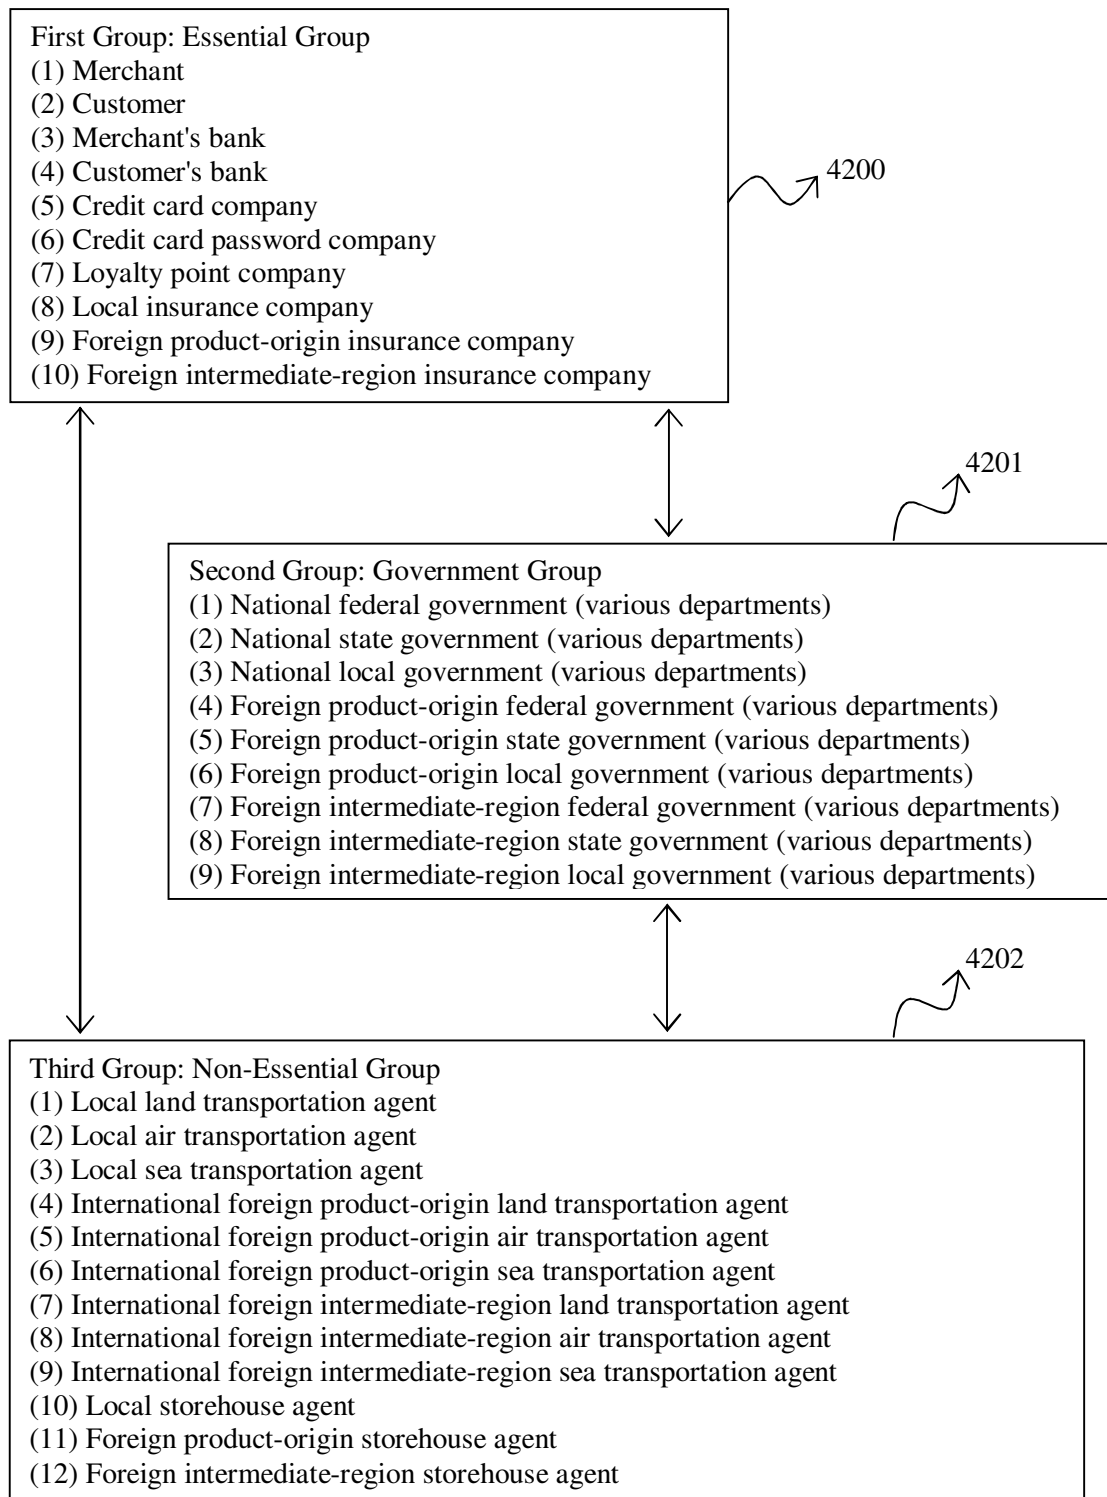 First Group: Essential Group
(1) Merchant
(2) Customer
(3) Merchant's bank
(4) Customer's bank
(5) Credit card company
(6) Credit card password company
(7) Loyalty point company
(8) Local insurance company
(9) Foreign product-origin insurance company
(10) Foreign intermediate-region insurance company
4200
4201
Second Group: Government Group
(1) National federal government (various departments)
(2) National state government (various departments)
(3) National local government (various departments)
(4) Foreign product-origin federal government (various departments)
(5) Foreign product-origin state government (various departments)
(6) Foreign product-origin local government (various departments)
(7) Foreign intermediate-region federal government (various departments)
(8) Foreign intermediate-region state government (various departments)
(9) Foreign intermediate-region local government (various departments)
4202
Third Group: Non-Essential Group
(1) Local land transportation agent
(2) Local air transportation agent
(3) Local sea transportation agent
(4) International foreign product-origin land transportation agent
(5) International foreign product-origin air transportation agent
(6) International foreign product-origin sea transportation agent
(7) International foreign intermediate-region land transportation agent
(8) International foreign intermediate-region air transportation agent
(9) International foreign intermediate-region sea transportation agent
(10) Local storehouse agent
(11) Foreign product-origin storehouse agent
(12) Foreign intermediate-region storehouse agent